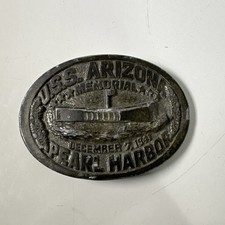 U.S.S. ARIZONA
MEMORIAL
DECEMBER 7, 1941
PEARL HARBOR